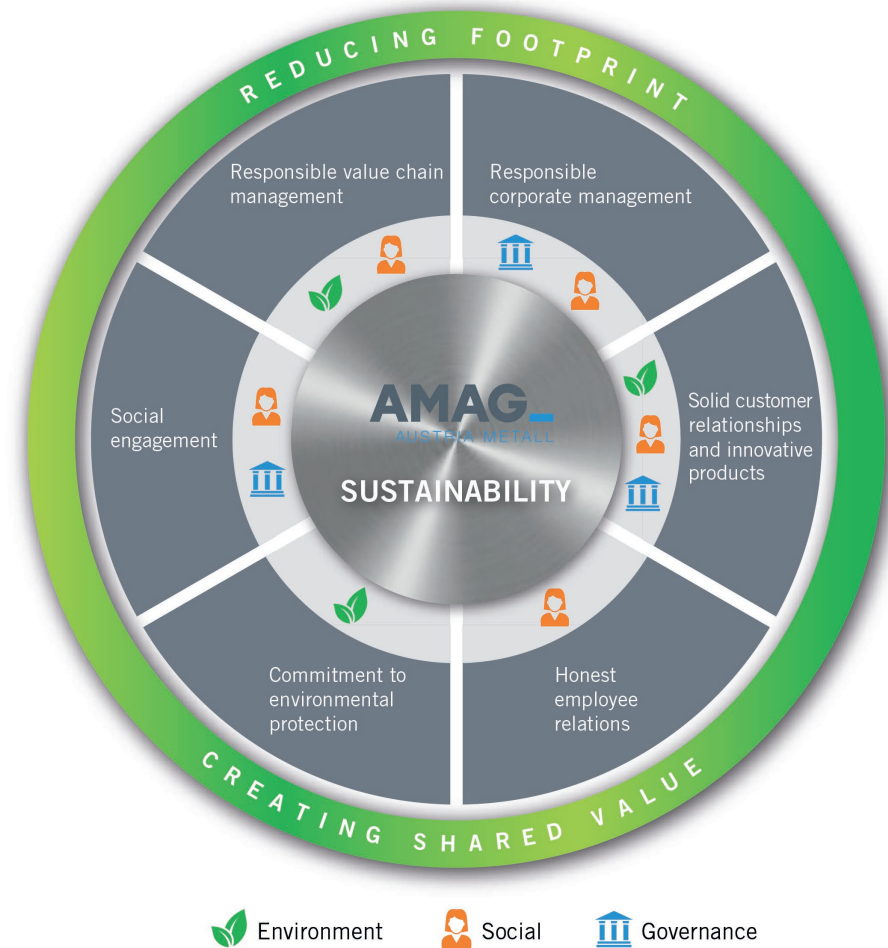 REDUCING FOOTPRINT
Responsible value chain
management
Responsible
corporate management
Social
engagement
AMAG_
AUSTRIA METALL
SUSTAINABILITY
Solid customer
relationships
and innovative
products
Commitment to
environmental
protection
Honest
employee
relations
CREATING SHARED VALUE
Environment
Social
Governance